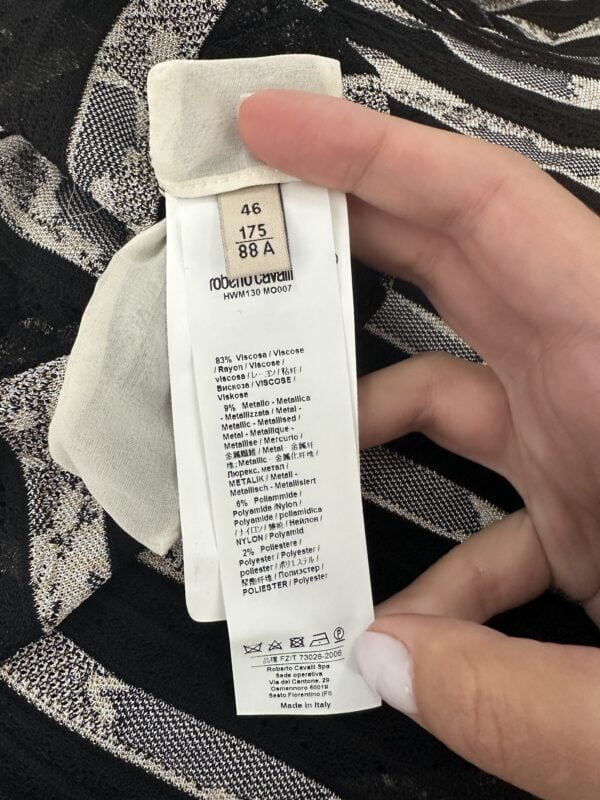 46
175
88 A
roberto cavalli
HWM130 MO007
83% Viscosa / Viscose
/ Rayon / Viscose /
viscosa / レーヨン / 粘纤 /
Вискоза / VISCOSE /
Viskose
9% Metallo - Metallica
- Metallizzata / Metal -
Metallic - Metallised /
Metal - Metallique -
Metallise / Mercurio /
金属繊維 / Metal - 金属纤
维; Metallic - 金属化纤维 /
Люрекс, метал /
METALIK / Metall -
Metallisch - Metallisiert
6% Poliammide /
Polyamide /Nylon /
Polyamide / poliamidica
/ ナイロン / 锦纶 / Нейлон /
NYLON / Polyamid
2% Poliestere /
Polyester / Polyester /
poliester / ポリエステル /
聚酯纤维 / Полиэстер /
POLIESTER / Polyester
品種 FZ/T 73026-2006
Roberto Cavalli Spa
Sede operativa
Via del Cantone, 29
Osmannoro 50019
Sesto Fiorentino (FI)
Made in Italy